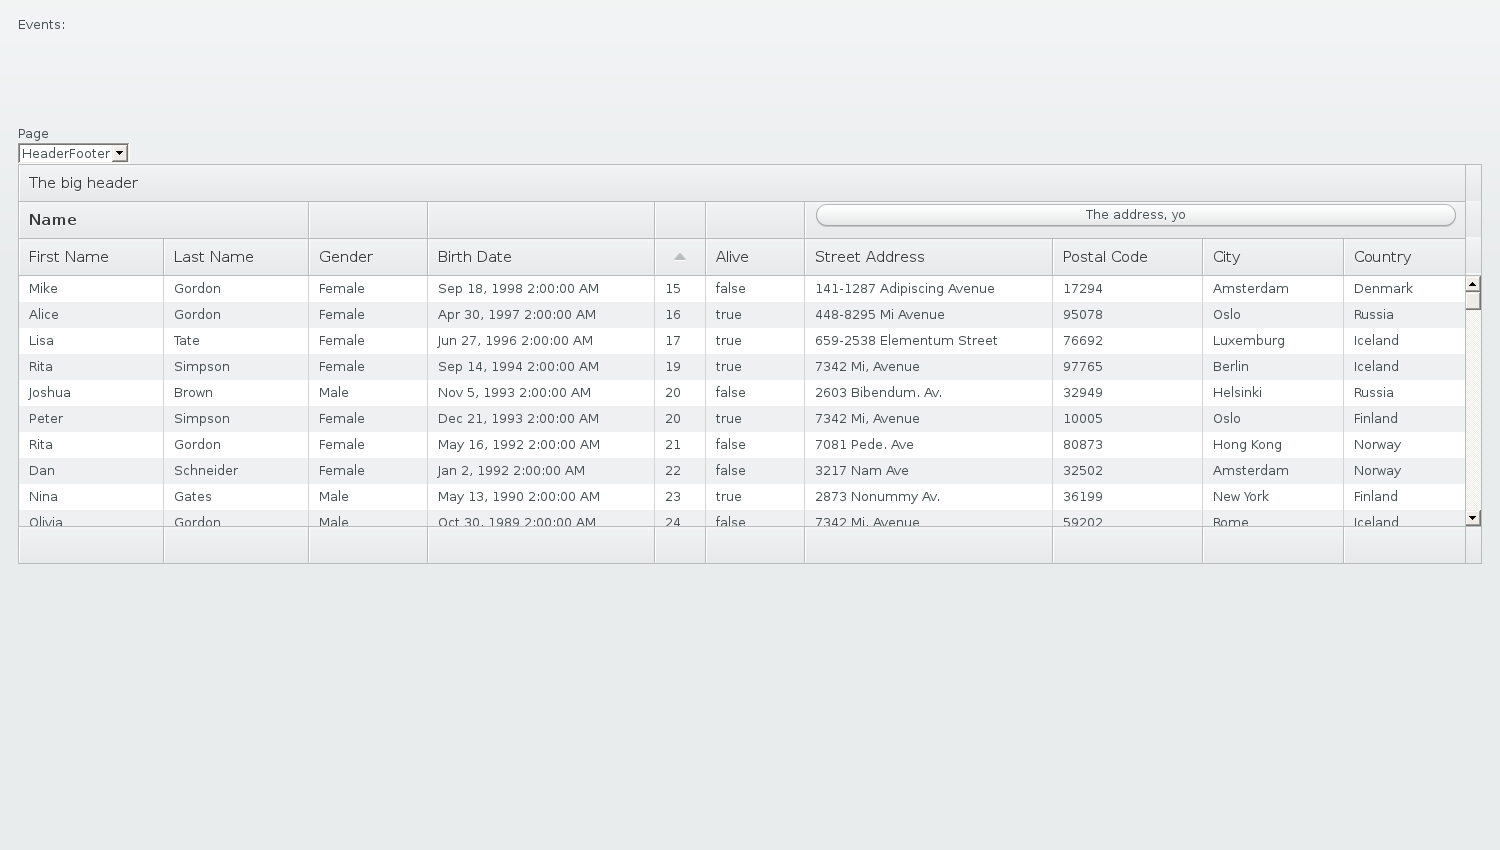 Events:
Page
HeaderFooter
The big header
Name The address, yo
First Name Last Name Gender Birth Date Alive Street Address Postal Code City Country
Mike Gordon Female Sep 18, 1998 2:00:00 AM 15 false 141-1287 Adipiscing Avenue 17294 Amsterdam Denmark
Alice Gordon Female Apr 30, 1997 2:00:00 AM 16 true 448-8295 Mi Avenue 95078 Oslo Russia
Lisa Tate Female Jun 27, 1996 2:00:00 AM 17 true 659-2538 Elementum Street 76692 Luxemburg Iceland
Rita Simpson Female Sep 14, 1994 2:00:00 AM 19 true 7342 Mi, Avenue 97765 Berlin Iceland
Joshua Brown Male Nov 5, 1993 2:00:00 AM 20 false 2603 Bibendum. Av. 32949 Helsinki Russia
Peter Simpson Female Dec 21, 1993 2:00:00 AM 20 true 7342 Mi, Avenue 10005 Oslo Finland
Rita Gordon Female May 16, 1992 2:00:00 AM 21 false 7081 Pede. Ave 80873 Hong Kong Norway
Dan Schneider Female Jan 2, 1992 2:00:00 AM 22 false 3217 Nam Ave 32502 Amsterdam Norway
Nina Gates Male May 13, 1990 2:00:00 AM 23 true 2873 Nonummy Av. 36199 New York Finland
Olivia Gordon Male Oct 30, 1989 2:00:00 AM 24 false 7342 Mi, Avenue 59202 Rome Iceland